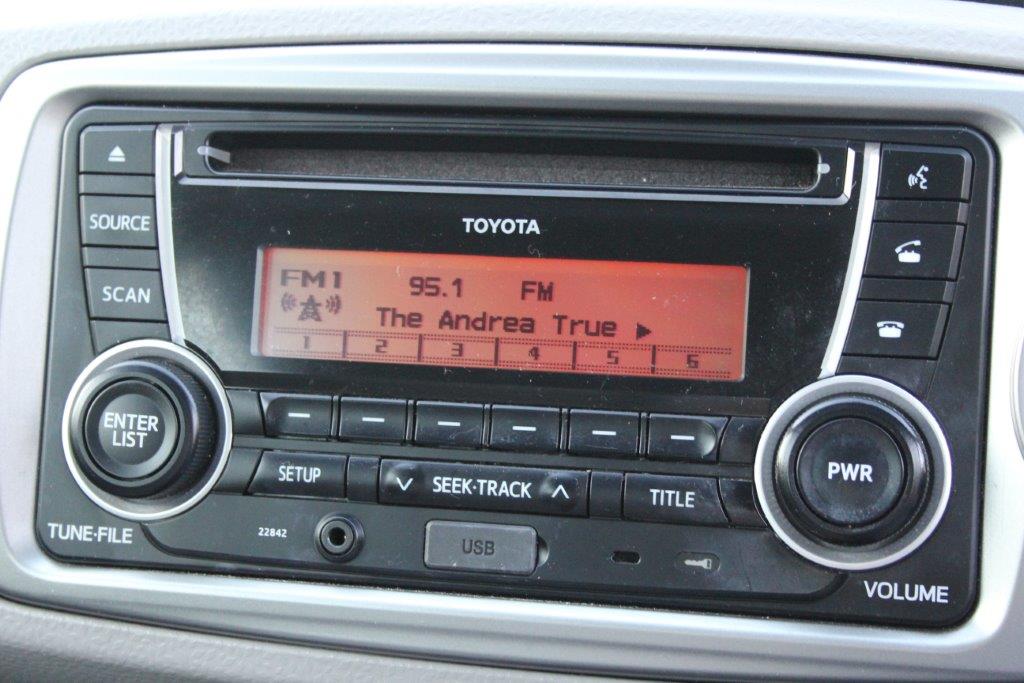 TOYOTA
SOURCE
SCAN
FM1 95.1 FM
The Andrea True
1 2 3 4 5 6
ENTER
LIST
PWR
SETUP
SEEK·TRACK
TITLE
TUNE·FILE
22842
USB
VOLUME